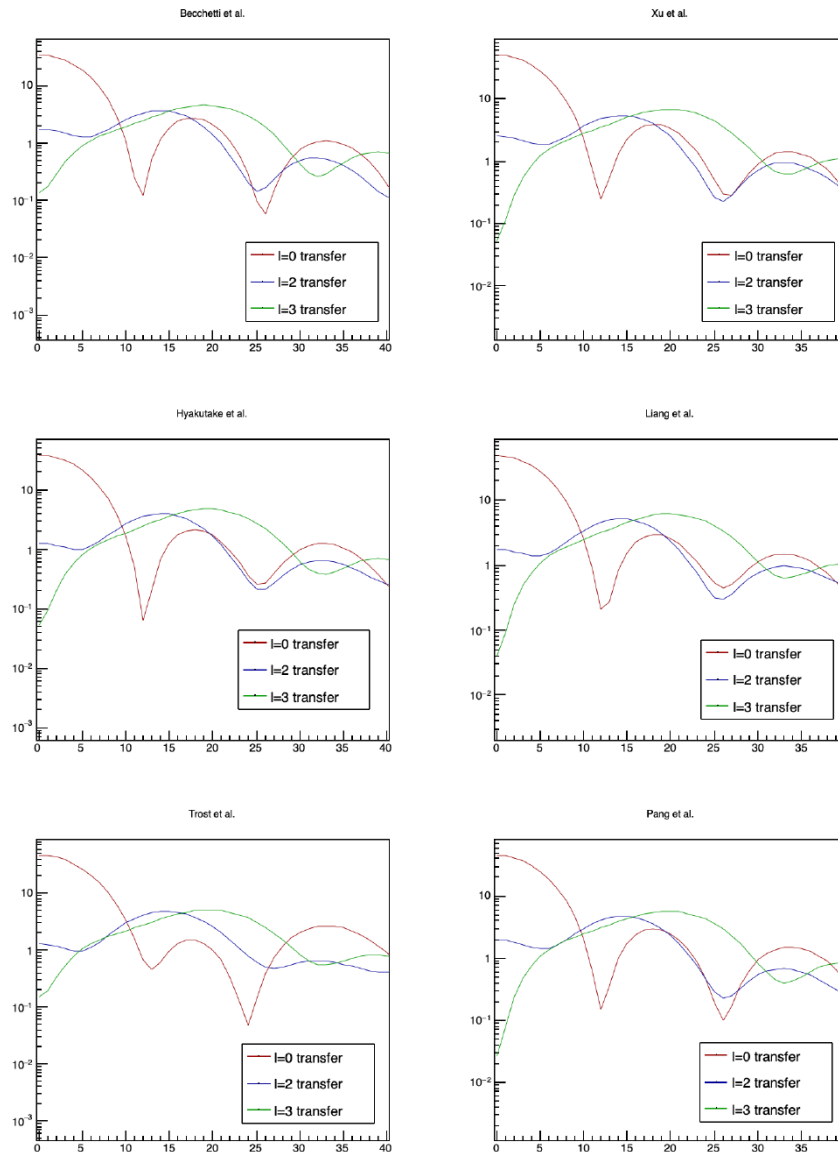 Becchetti et al.
10
1
10⁻¹
10⁻²
10⁻³
l=0 transfer
l=2 transfer
l=3 transfer
0 5 10 15 20 25 30 35 40
Xu et al.
10
1
10⁻¹
10⁻²
l=0 transfer
l=2 transfer
l=3 transfer
0 5 10 15 20 25 30 35
Hyakutake et al.
10
1
10⁻¹
10⁻²
10⁻³
l=0 transfer
l=2 transfer
l=3 transfer
0 5 10 15 20 25 30 35 40
Liang et al.
10
1
10⁻¹
10⁻²
l=0 transfer
l=2 transfer
l=3 transfer
0 5 10 15 20 25 30 35
Trost et al.
10
1
10⁻¹
10⁻²
10⁻³
l=0 transfer
l=2 transfer
l=3 transfer
0 5 10 15 20 25 30 35 40
Pang et al.
10
1
10⁻¹
10⁻²
l=0 transfer
l=2 transfer
l=3 transfer
0 5 10 15 20 25 30 35